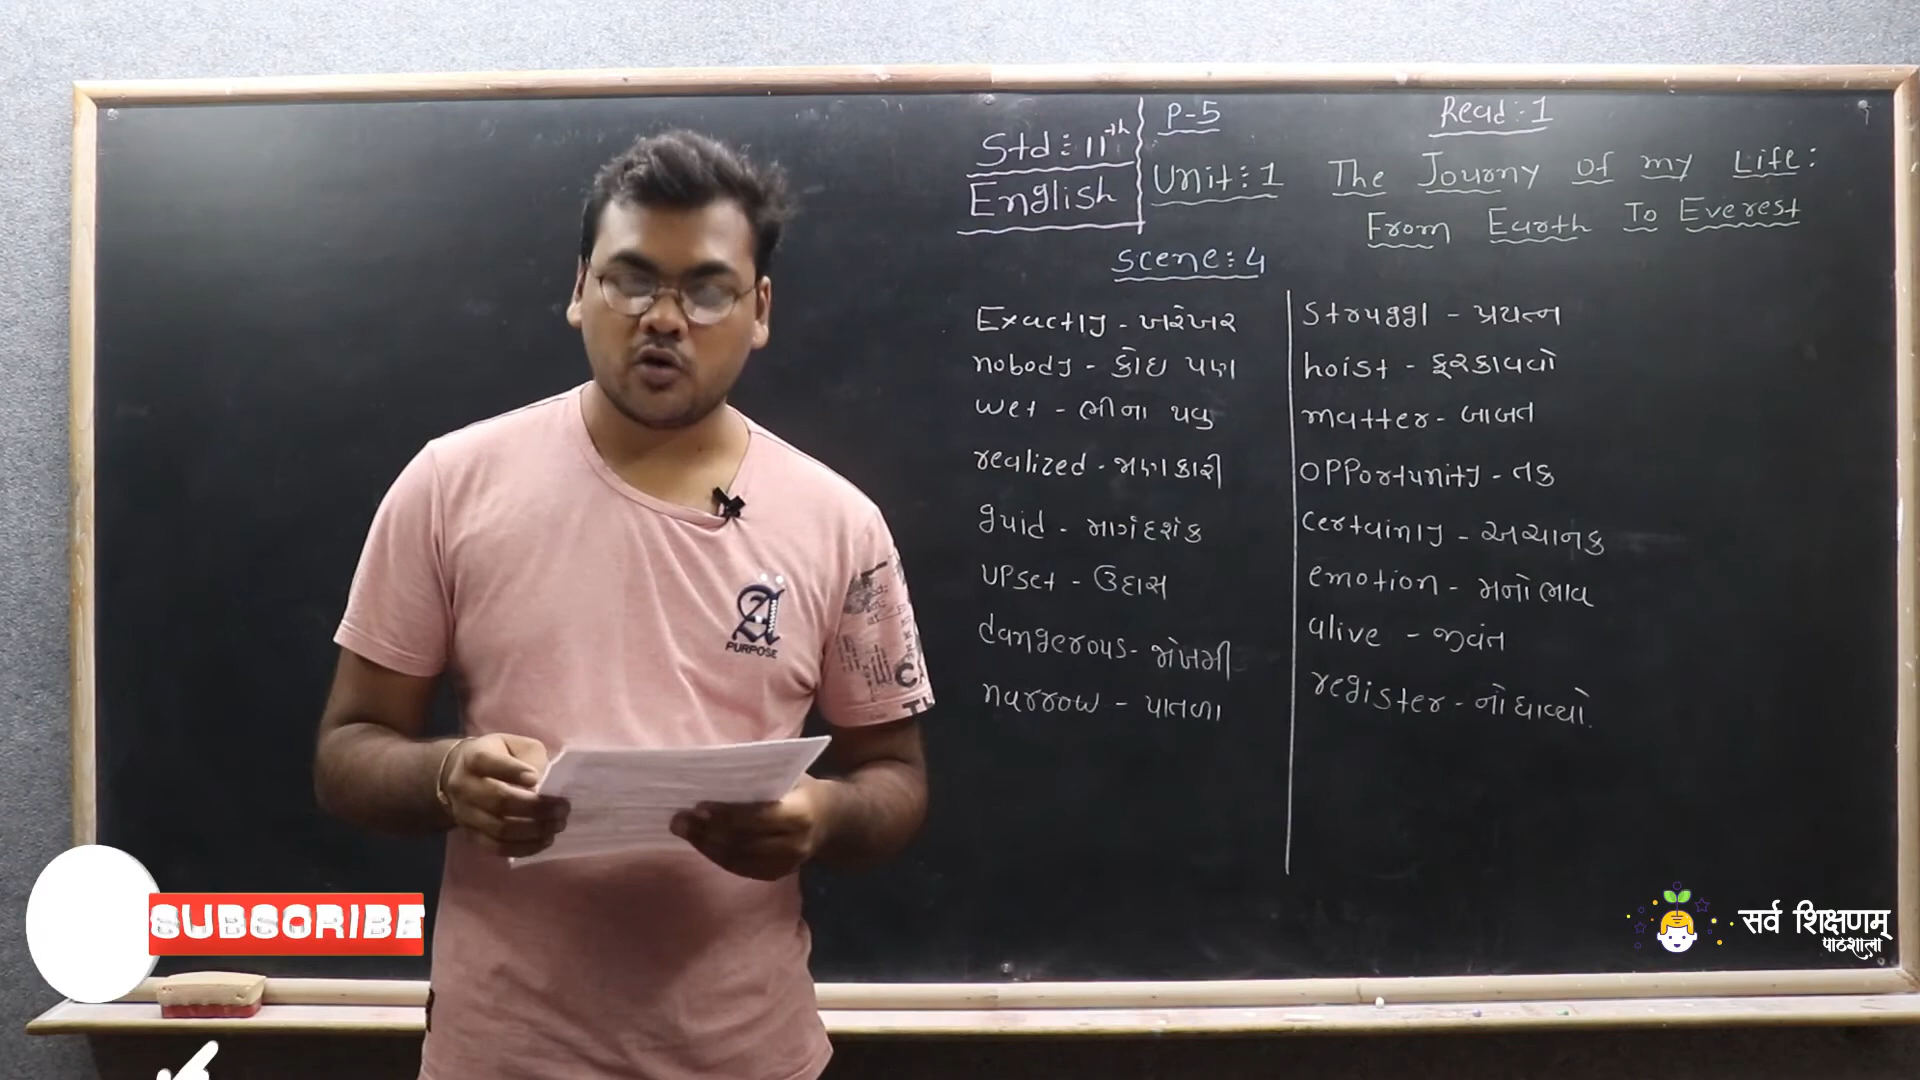 Std : 11th
English
P-5
Read :- 1
Unit : 1 The Journy of my Life :
From Earth To Everest
Scene : 4
Exactly - ખરેખર
nobody - કોઇ પણ
wet - ભીના થવુ
realized - જાણકારી
guid - માર્ગદર્શક
upset - ઉદાસ
dangerous - જોખમી
narrow - પાતળા
Struggl - પ્રયત્ન
hoist - ફરકાવવો
matter - બાબત
opportunity - તક
certainly - અચાનક
emotion - મનોભાવ
alive - જીવંત
register - નોંધાવ્યો.
A
PURPOSE
SUBSCRIBE
सर्व शिक्षणम्
पाठशाला